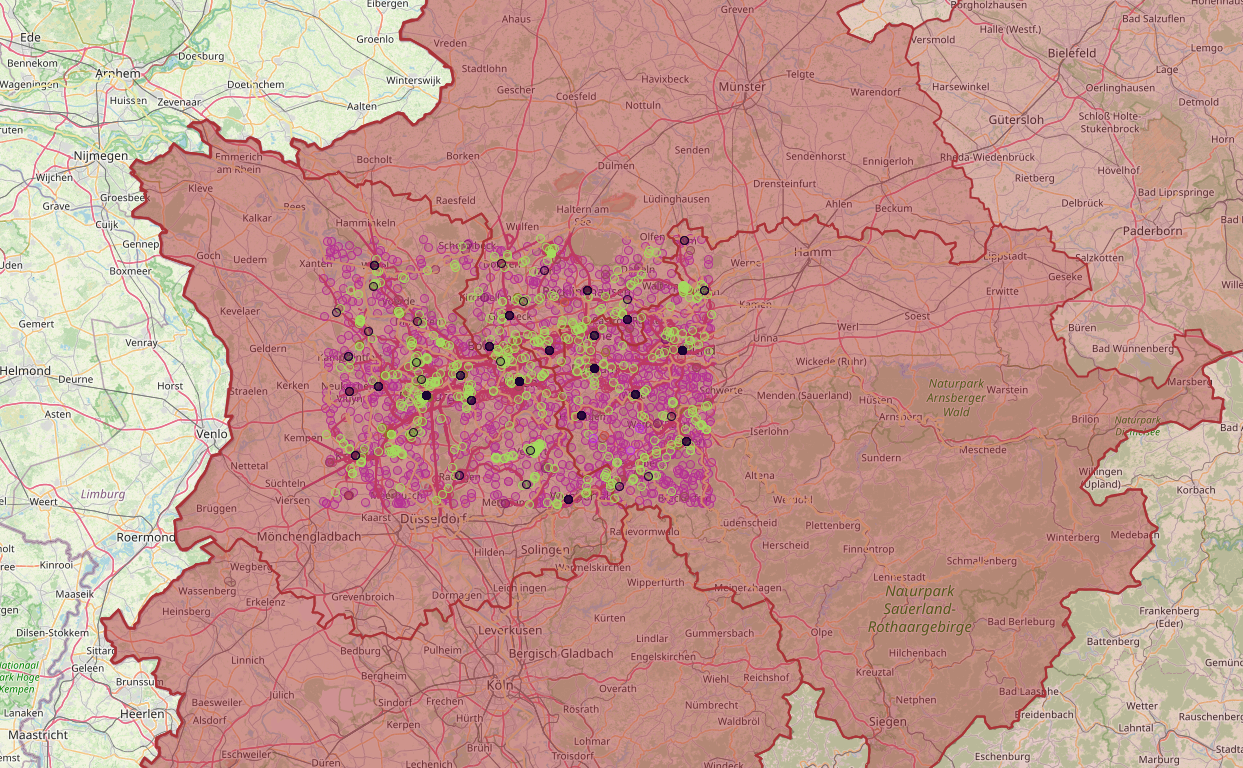 Eibergen
Ahaus
Greven
Borgholzhausen
Bad Salzuflen
Ede
Halle (Westf.)
Versmold
Groenlo
Vreden
Bielefeld
Lemgo
Bennekom
Doesburg
Stadtlohn
Lage
Arnhem
Winterswijk
Havixbeck
Telgte
Wageningen
Doetinchem
Gescher
Coesfeld
Münster
Warendorf
Harsewinkel
Oerlinghausen
Huissen
Zevenaar
Aalten
Nottuln
Detmold
Gütersloh
Schloß Holte-
Stukenbrock
Horn
Nijmegen
Emmerich
am Rhein
Bocholt
Borken
Senden
Sendenhorst
Ennigerloh
Rheda-Wiedenbrück
Dülmen
Hövelhof
Wijchen
Rietberg
Kleve
Drensteinfurt
Bad Lippspringe
Groesbeek
Grave
Rees
Raesfeld
Haltern am
See
Lüdinghausen
Ahlen
Beckum
Delbrück
Kalkar
Cuijk
Hamminkeln
Wulfen
Paderborn
Gennep
Olfen
Goch
Uedem
Xanten
Werne
Hamm
Lippstadt
Salzkotten
Uden
Boxmeer
Geseke
Erwitte
Kevelaer
Kamen
Soest
Gemert
Werl
Büren
Venray
Unna
Geldern
Bad Wünnenberg
Wickede (Ruhr)
Helmond
Deurne
Horst
Straelen
Kerken
Schwerte
Menden (Sauerland)
Hüsten
Naturpark
Arnsberger
Wald
Warstein
Marsberg
Asten
Arnsberg
Brilon
Naturpark
Diemelsee
Venlo
Kempen
Iserlohn
Meschede
Sundern
Nettetal
Altena
Willingen
(Upland)
Limburg
Süchteln
Korbach
Weert
Viersen
Brüggen
Kaarst
Düsseldorf
Lüdenscheid
Plettenberg
Roermond
Mönchengladbach
Radevormwald
Winterberg
Medebach
Hilden
Solingen
Herscheid
Finnentrop
Schmallenberg
Kinrooi
Wegberg
Wermelskirchen
Lennestadt
Wassenberg
Wipperfürth
Meinerzhagen
Naturpark
Sauerland-
Rothaargebirge
Maaseik
Grevenbroich
Dormagen
Heinsberg
Erkelenz
Kürten
Bad Berleburg
Frankenberg
(Eder)
Dilsen-Stokkem
Leverkusen
Gummersbach
Olpe
Lindlar
Battenberg
Sittard
Bedburg
Pulheim
Bergisch Gladbach
Engelskirchen
Hilchenbach
Geleen
Linnich
Kreuztal
Brunssum
Bergheim
Köln
Overath
Wiehl
Reichshof
Jülich
Bad Laasphe
Baesweiler
Sindorf
Frechen
Rösrath
Nümbrecht
Netphen
Wetter
Lanaken
Heerlen
Alsdorf
Kerpen
Hürth
Waldbröl
Siegen
Breidenbach
Rauschenberg
Maastricht
Lahntal
Eschweiler
Brühl
Lohmar
Düren
Lechenich
Troisdorf
Windeck
Eschenburg
Marburg